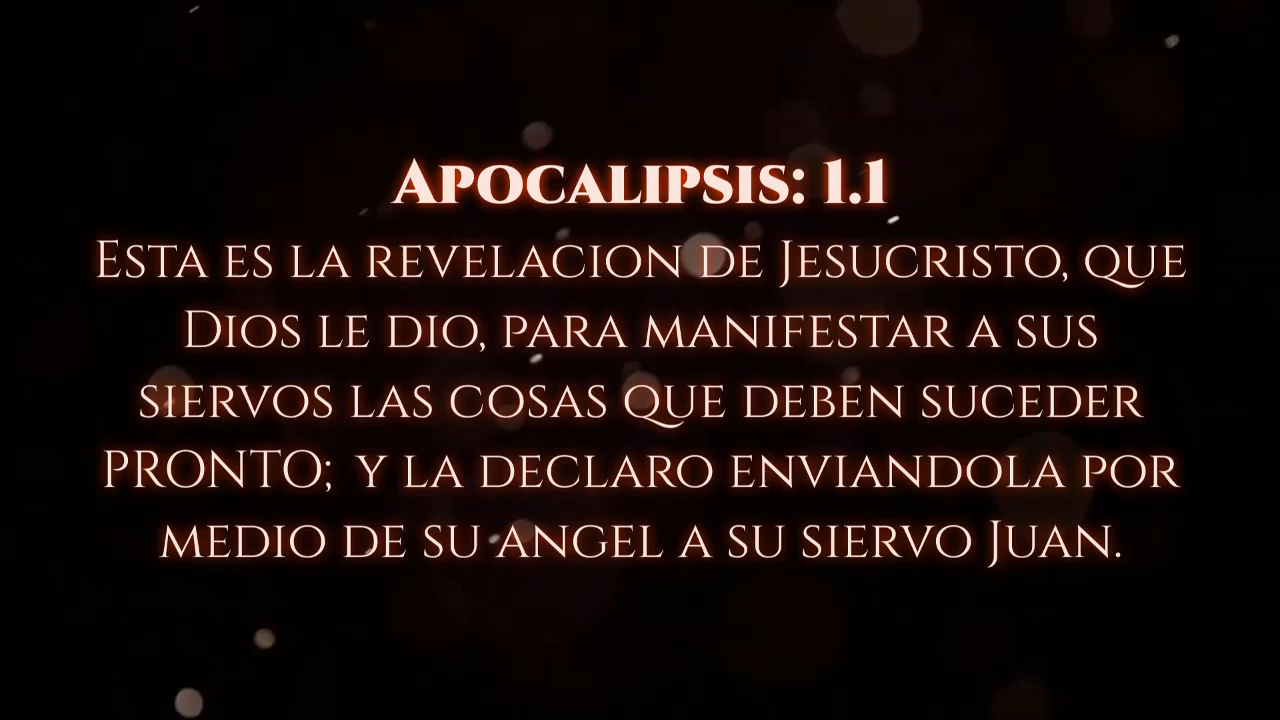 Apocalipsis: 1.1
Esta es la revelacion de Jesucristo, que
Dios le dio, para manifestar a sus
siervos las cosas que deben suceder
PRONTO; y la declaro enviandola por
medio de su angel a su siervo Juan.